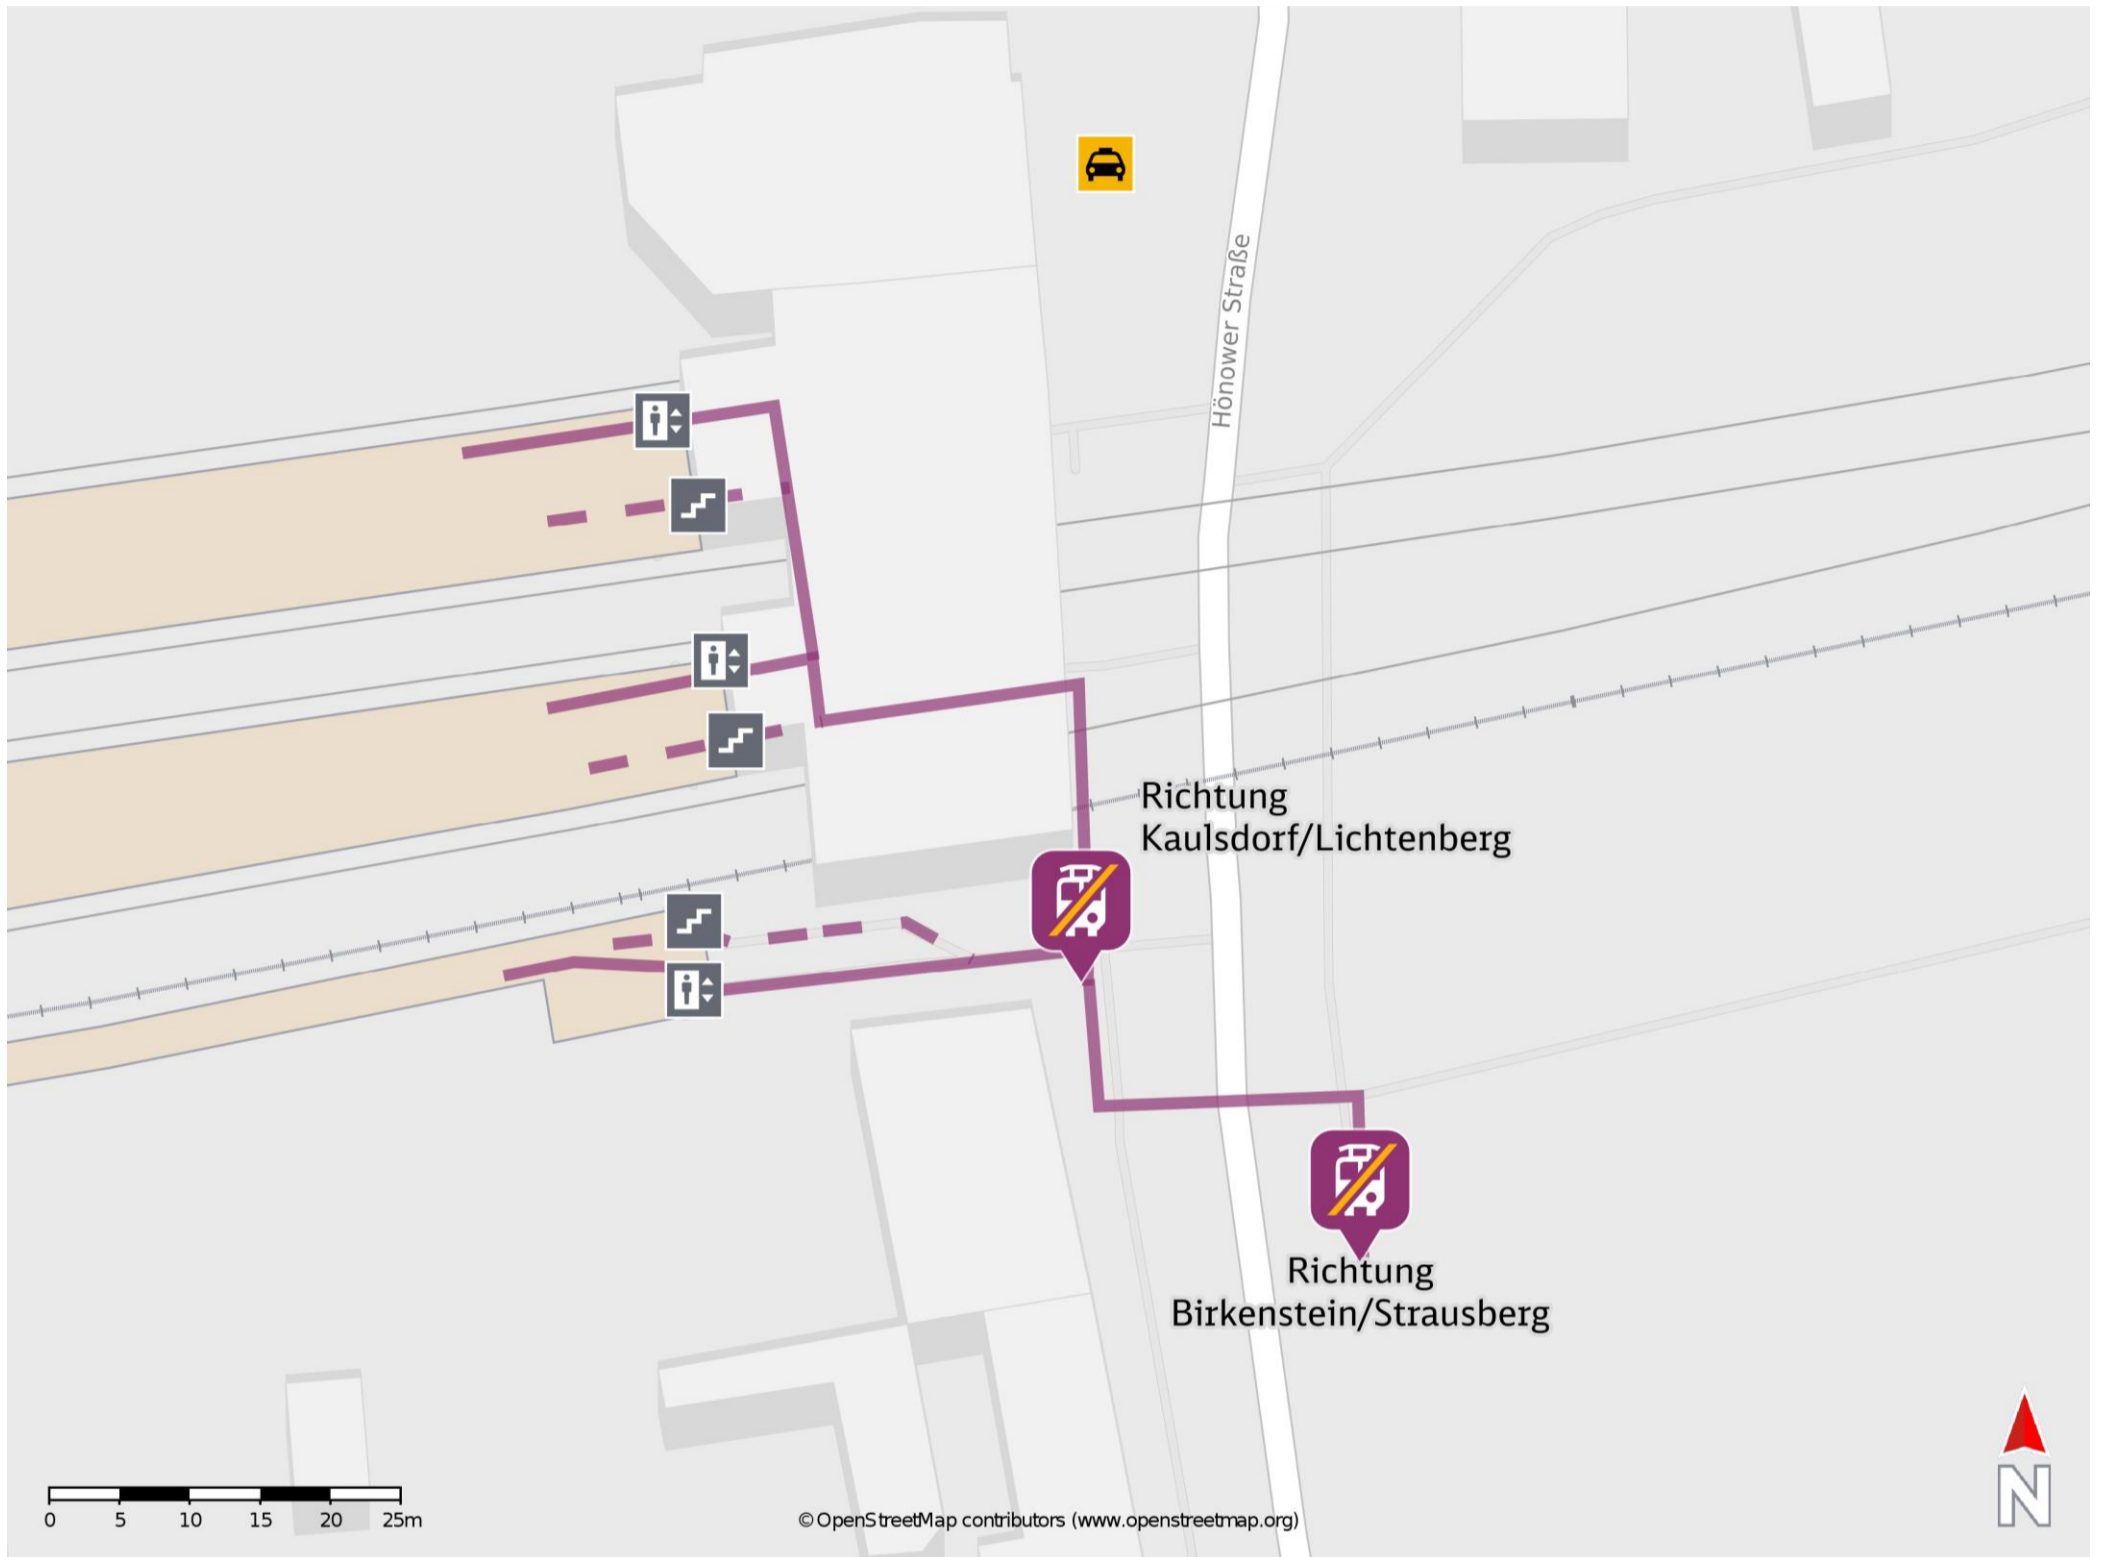 Hönower Straße
Richtung
Kaulsdorf/Lichtenberg
Richtung
Birkenstein/Strausberg
N
0 5 10 15 20 25m
©OpenStreetMap contributors (www.openstreetmap.org)